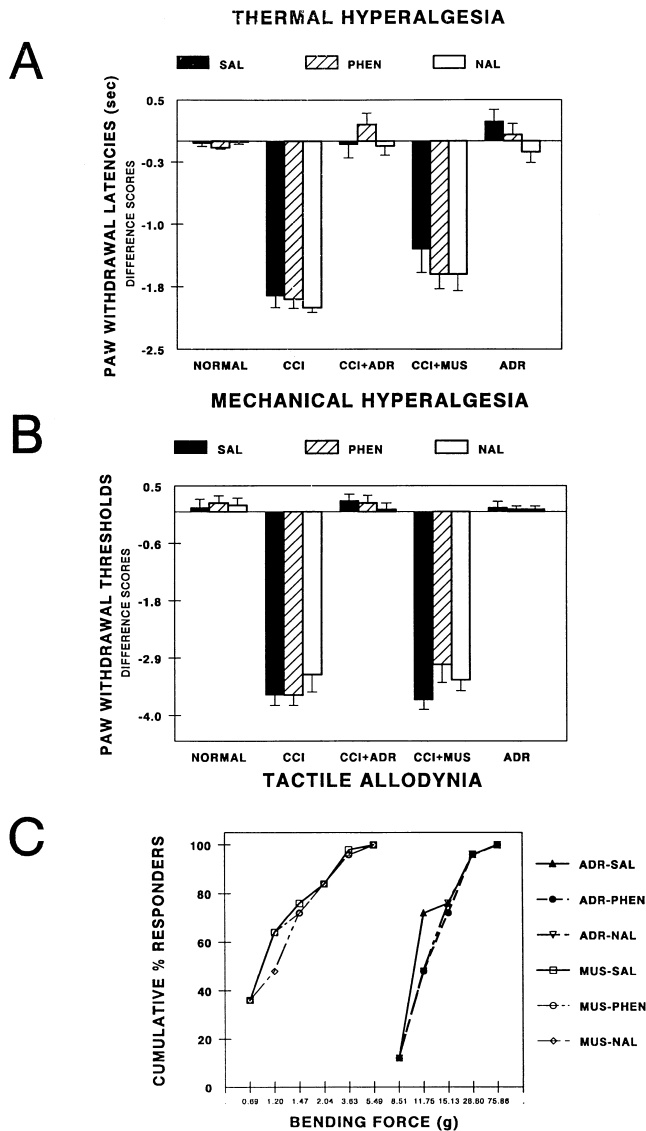 THERMAL HYPERALGESIA
A
SAL PHEN NAL
PAW WITHDRAWAL LATENCIES (sec)
DIFFERENCE SCORES
0.5
-0.3
-1.0
-1.8
-2.5
NORMAL CCI CCI+ADR CCI+MUS ADR
MECHANICAL HYPERALGESIA
B
SAL PHEN NAL
PAW WITHDRAWAL THRESHOLDS
DIFFERENCE SCORES
0.5
-0.6
-1.8
-2.9
-4.0
NORMAL CCI CCI+ADR CCI+MUS ADR
TACTILE ALLODYNIA
C
CUMULATIVE % RESPONDERS
100
80
60
40
20
0
0.69 1.20 1.47 2.04 3.63 5.49 8.51 11.75 15.13 28.80 75.86
BENDING FORCE (g)
ADR-SAL
ADR-PHEN
ADR-NAL
MUS-SAL
MUS-PHEN
MUS-NAL